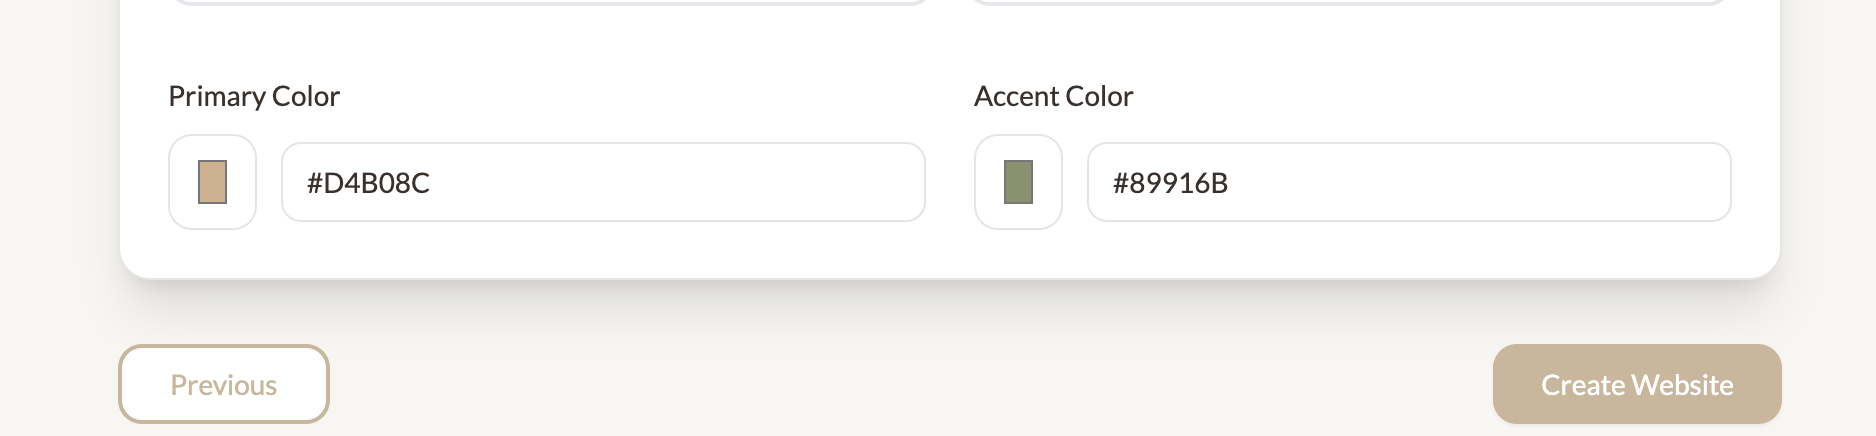 Primary Color
Accent Color
#D4B08C
#89916B
Previous
Create Website